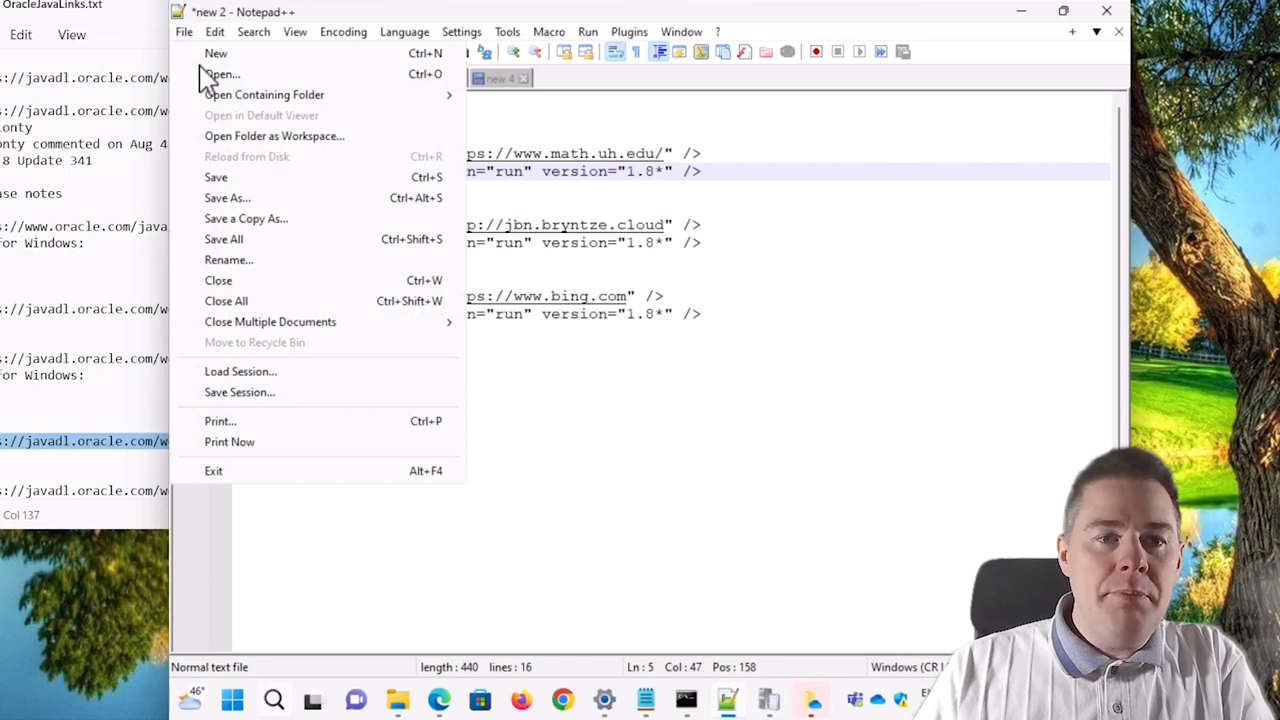 OracleJavaLinks.txt
Edit View
s://javadl.oracle.com/w
s://javadl.oracle.com/w
onty
onty commented on Aug 4
8 Update 341
ase notes
s://www.oracle.com/java
for Windows:
s://javadl.oracle.com/w
s://javadl.oracle.com/w
for Windows:
s://javadl.oracle.com/w
s://javadl.oracle.com/w
Col 137
*new 2 - Notepad++
File Edit Search View Encoding Language Settings Tools Macro Run Plugins Window ?
new 4
New Ctrl+N
Open... Ctrl+O
Open Containing Folder
Open in Default Viewer
Open Folder as Workspace...
Reload from Disk Ctrl+R
Save Ctrl+S
Save As... Ctrl+Alt+S
Save a Copy As...
Save All Ctrl+Shift+S
Rename...
Close Ctrl+W
Close All Ctrl+Shift+W
Close Multiple Documents
Move to Recycle Bin
Load Session...
Save Session...
Print... Ctrl+P
Print Now
Exit Alt+F4
ps://www.math.uh.edu/" />
n="run" version="1.8*" />
p://jbn.bryntze.cloud" />
n="run" version="1.8*" />
ps://www.bing.com" />
n="run" version="1.8*" />
Normal text file length : 440 lines : 16 Ln : 5 Col : 47 Pos : 158 Windows (CR
46°